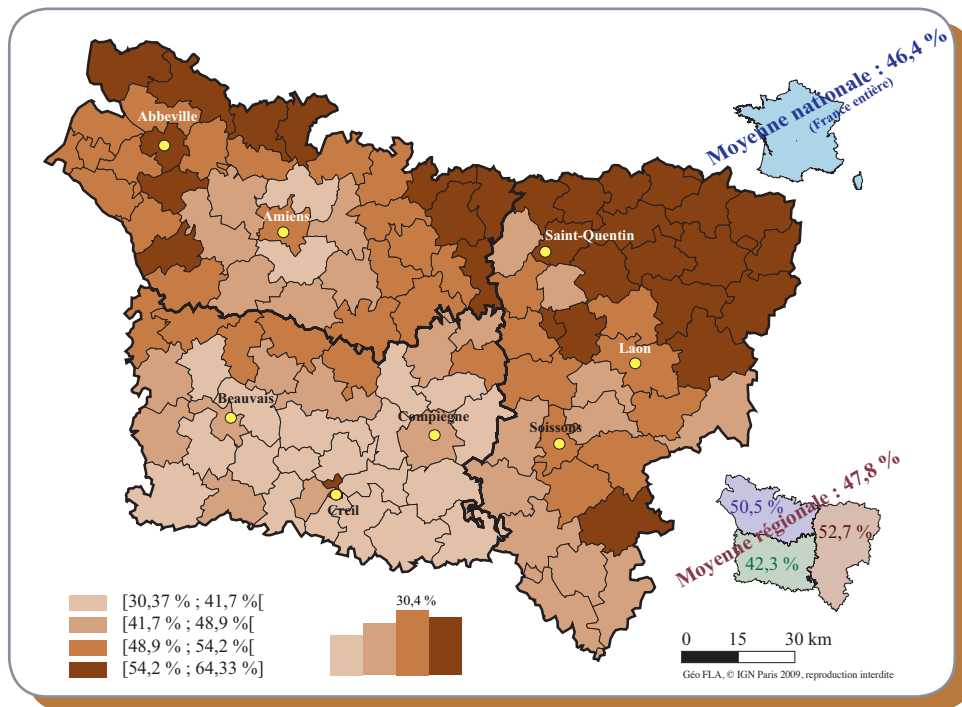 Moyenne nationale : 46,4 %
(France entière)
Abbeville
Amiens
Saint-Quentin
Laon
Beauvais
Compiègne
Soissons
Creil
Moyenne régionale : 47,8 %
50,5 %
52,7 %
42,3 %
[30,37 % ; 41,7 %[
[41,7 % ; 48,9 %[
[48,9 % ; 54,2 %[
[54,2 % ; 64,33 %]
30,4 %
0 15 30 km
Géo FLA, © IGN Paris 2009, reproduction interdite